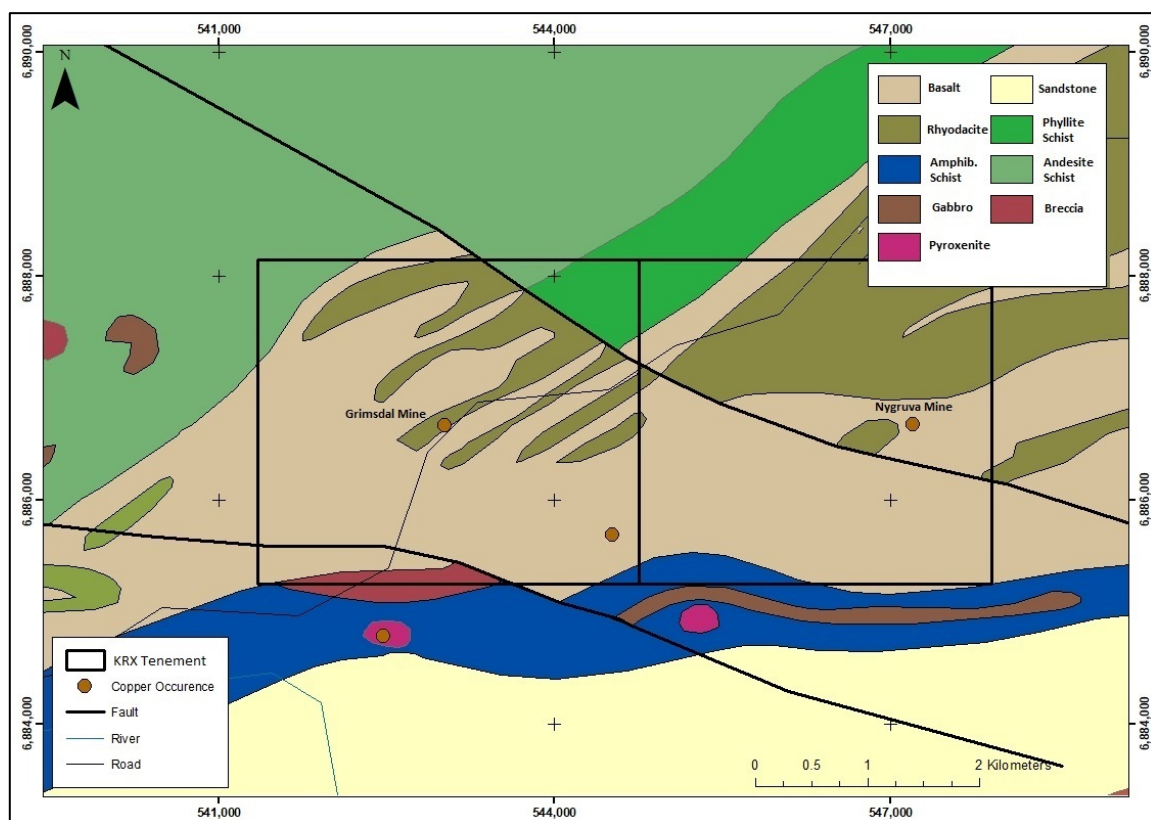 541,000 544,000 547,000
6,890,000 6,890,000
N
Basalt Sandstone
Rhyodacite Phyllite
Schist
Amphib.
Schist Andesite
Schist
Gabbro Breccia
Pyroxenite
6,888,000 6,888,000
Grimsdal Mine Nygruva Mine
6,886,000 6,886,000
KRX Tenement
Copper Occurence
Fault
River
Road
6,884,000 6,884,000
0 0.5 1 2 Kilometers
541,000 544,000 547,000